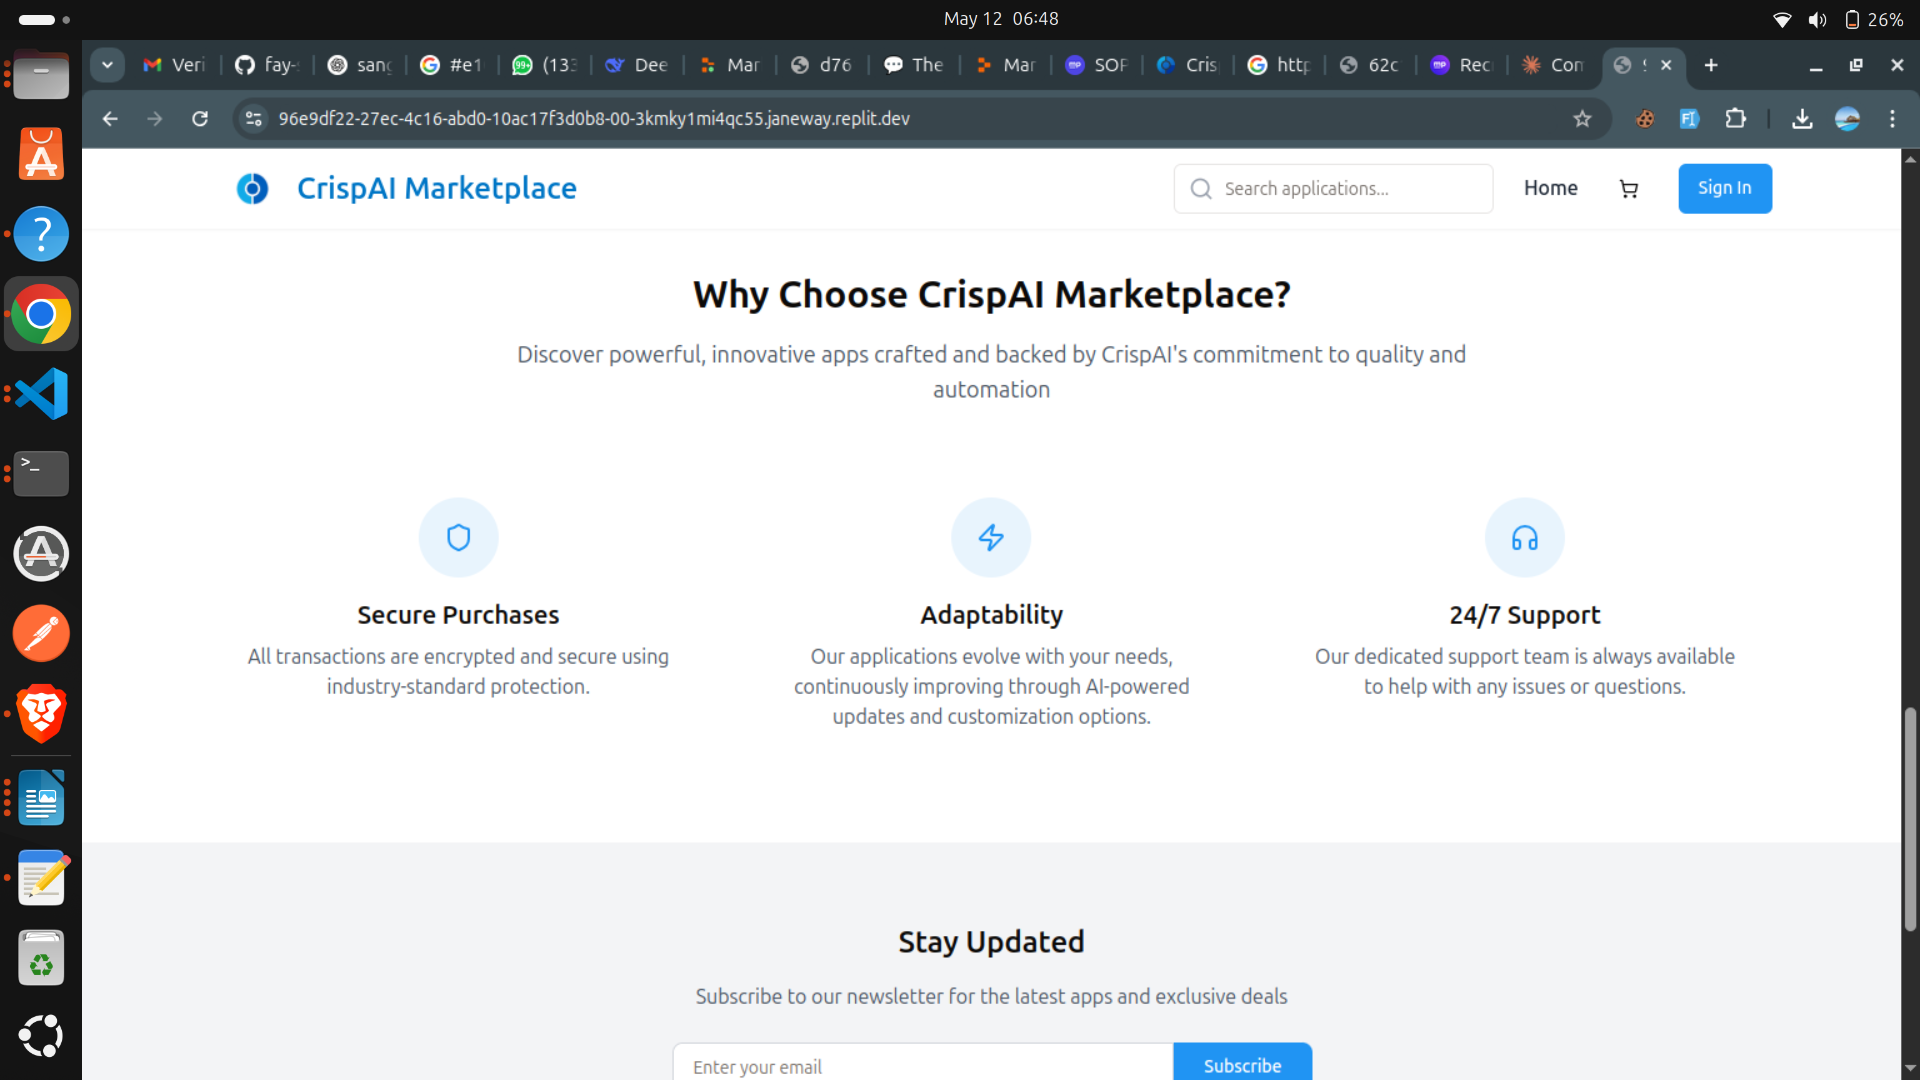 May 12 06:48
26%
Veri
fay-
sang
#e1
(133
Dee
Mar
d76
The
Mar
SOP
Cris
http
62c
Rec
Con
96e9df22-27ec-4c16-abd0-10ac17f3d0b8-00-3kmky1mi4qc55.janeway.replit.dev
CrispAI Marketplace
Search applications...
Home
Sign In
Why Choose CrispAI Marketplace?
Discover powerful, innovative apps crafted and backed by CrispAI's commitment to quality and
automation
Secure Purchases
All transactions are encrypted and secure using
industry-standard protection.
Adaptability
Our applications evolve with your needs,
continuously improving through AI-powered
updates and customization options.
24/7 Support
Our dedicated support team is always available
to help with any issues or questions.
Stay Updated
Subscribe to our newsletter for the latest apps and exclusive deals
Enter your email
Subscribe